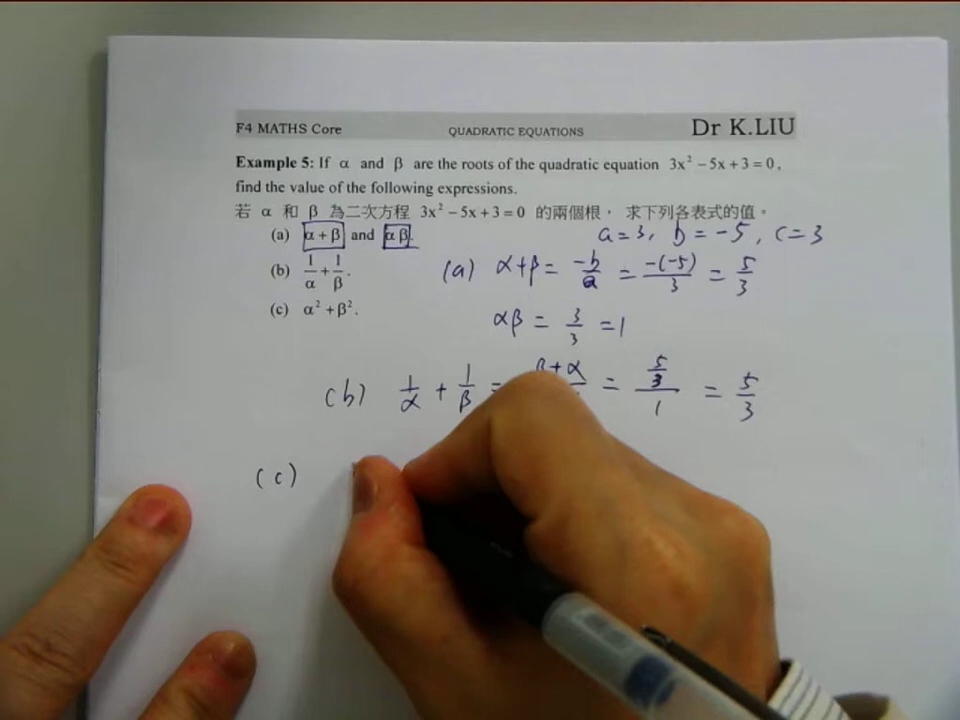 F4 MATHS Core QUADRATIC EQUATIONS Dr K.LIU
Example 5: If α and β are the roots of the quadratic equation 3x² − 5x + 3 = 0,
find the value of the following expressions.
若 α 和 β 為二次方程 3x² − 5x + 3 = 0 的兩個根，求下列各表式的值。
(a) α + β and α β.
a = 3, b = −5, c = 3
(b) 1/α + 1/β.
(a) α + β = −b/a = −(−5)/3 = 5/3
(c) α² + β².
αβ = 3/3 = 1
(b) 1/α + 1/β = β + α = 5/3/1 = 5/3
(c)